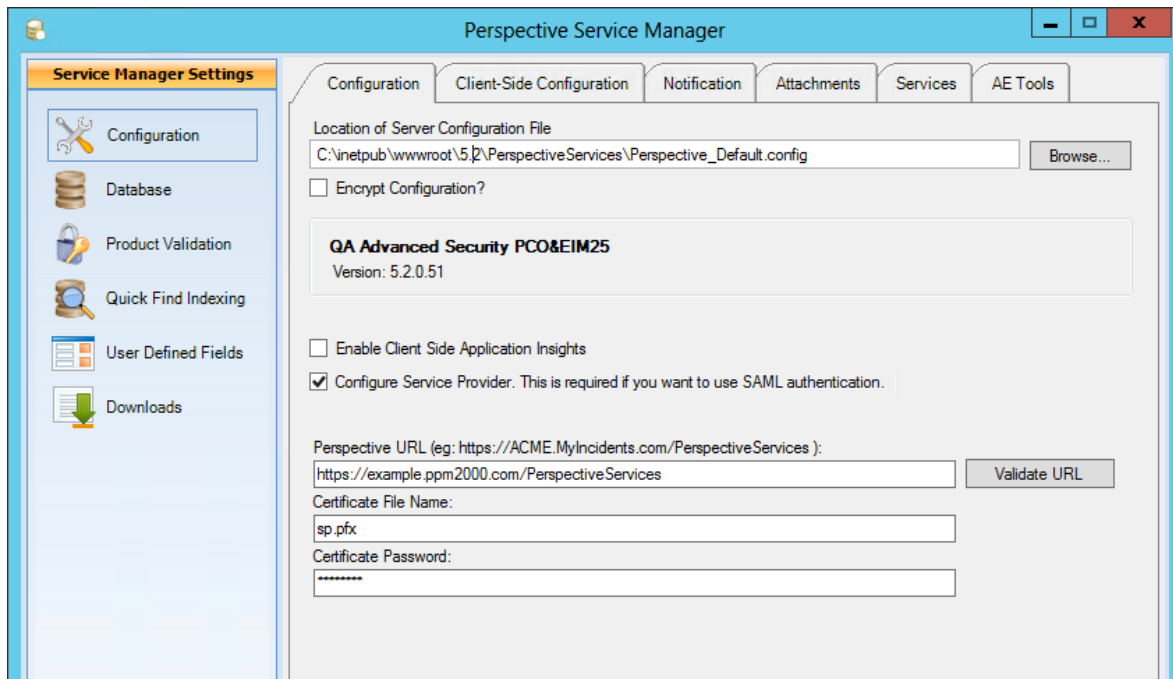 Perspective Service Manager
Service Manager Settings
Configuration
Database
Product Validation
Quick Find Indexing
User Defined Fields
Downloads
Configuration Client-Side Configuration Notification Attachments Services AE Tools
Location of Server Configuration File
C:\inetpub\wwwroot\5.2\PerspectiveServices\Perspective_Default.config Browse...
Encrypt Configuration?
QA Advanced Security PCO&EIM25
Version: 5.2.0.51
Enable Client Side Application Insights
Configure Service Provider. This is required if you want to use SAML authentication.
Perspective URL (eg: https://ACME.MyIncidents.com/PerspectiveServices ):
https://example.ppm2000.com/PerspectiveServices Validate URL
Certificate File Name:
sp.pfx
Certificate Password:
********